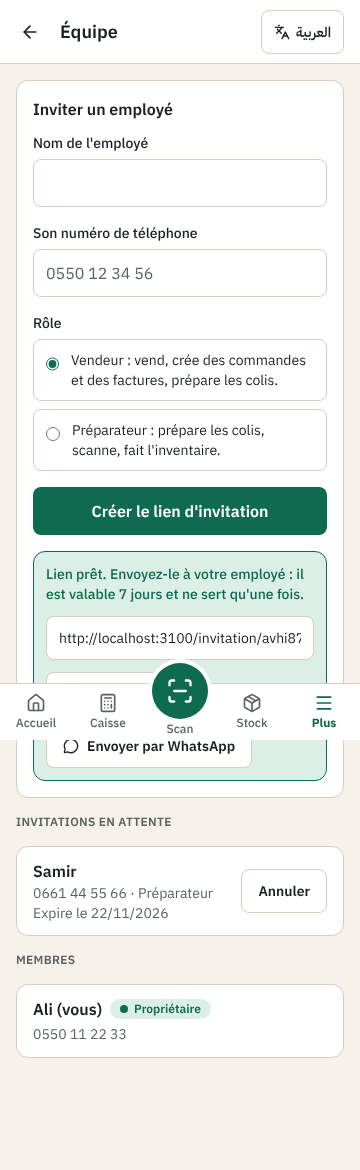 Équipe
العربية
Inviter un employé
Nom de l'employé
Son numéro de téléphone
0550 12 34 56
Rôle
Vendeur : vend, crée des commandes
et des factures, prépare les colis.
Préparateur : prépare les colis,
scanne, fait l'inventaire.
Créer le lien d'invitation
Lien prêt. Envoyez-le à votre employé : il
est valable 7 jours et ne sert qu'une fois.
http://localhost:3100/invitation/avhi87
Accueil
Caisse
Scan
Stock
Plus
Envoyer par WhatsApp
INVITATIONS EN ATTENTE
Samir
0661 44 55 66 · Préparateur
Expire le 22/11/2026
Annuler
MEMBRES
Ali (vous)
Propriétaire
0550 11 22 33